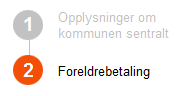 1
Opplysninger om
kommunen sentralt
2
Foreldrebetaling